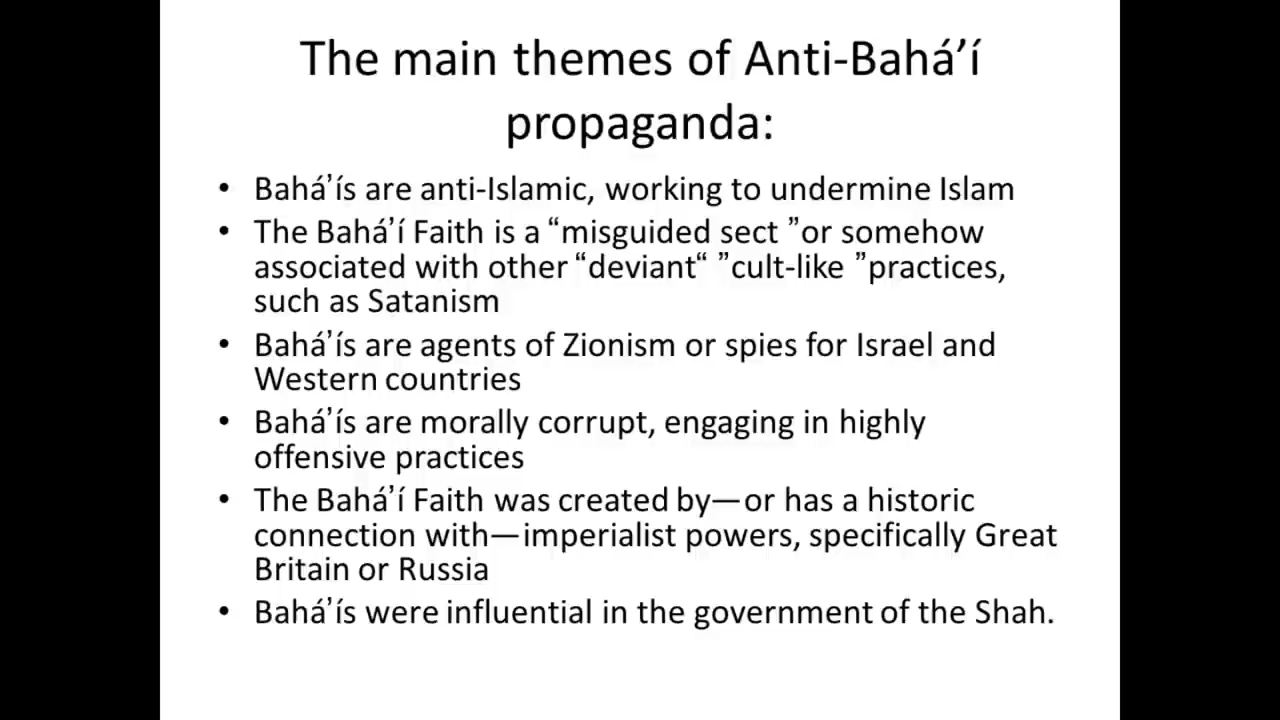 The main themes of Anti-Bahá’í
propaganda:
• Bahá’ís are anti-Islamic, working to undermine Islam
• The Bahá’í Faith is a “misguided sect ”or somehow
associated with other “deviant“ ”cult-like ”practices,
such as Satanism
• Bahá’ís are agents of Zionism or spies for Israel and
Western countries
• Bahá’ís are morally corrupt, engaging in highly
offensive practices
• The Bahá’í Faith was created by—or has a historic
connection with—imperialist powers, specifically Great
Britain or Russia
• Bahá’ís were influential in the government of the Shah.